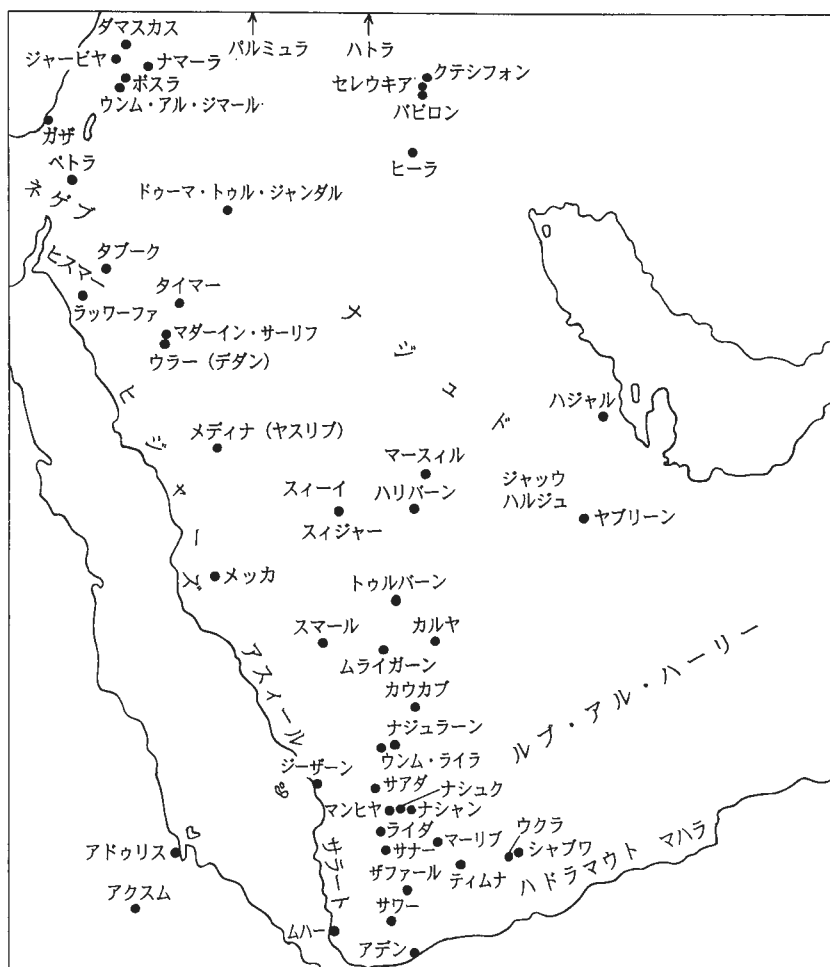 ダマスカス
パルミュラ
ハトラ
ジャービヤ
ナマーラ
ボスラ
ウンム・アル・ジマール
クテシフォン
セレウキア
バビロン
ガザ
ペトラ
ヒーラ
ネゲブ
ドゥーマ・トゥル・ジャンダル
ヒスマー
タブーク
タイマー
ラッワーファ
マダーイン・サーリフ
ウラー（デダン）
ナジュド
ヒジャーズ
ハジャル
メディナ（ヤスリブ）
マースィル
スィーイ
ハリバーン
ジャッウ
ハルジュ
スィジャー
ヤブリーン
メッカ
トゥルバーン
スマール
カルヤ
ムライガーン
アスィール
カウカブ
ルブ・アル・ハーリー
ナジュラーン
ウンム・ライラ
ジーザーン
サアダ
ナシュク
マンヒヤ
ナシャン
ライダ
マーリブ
ウクラ
サラート
サナー
シャブワ
アドゥリス
ティムナ
ハドラマウト
マハラ
ザファール
アクスム
サワー
ムハー
アデン